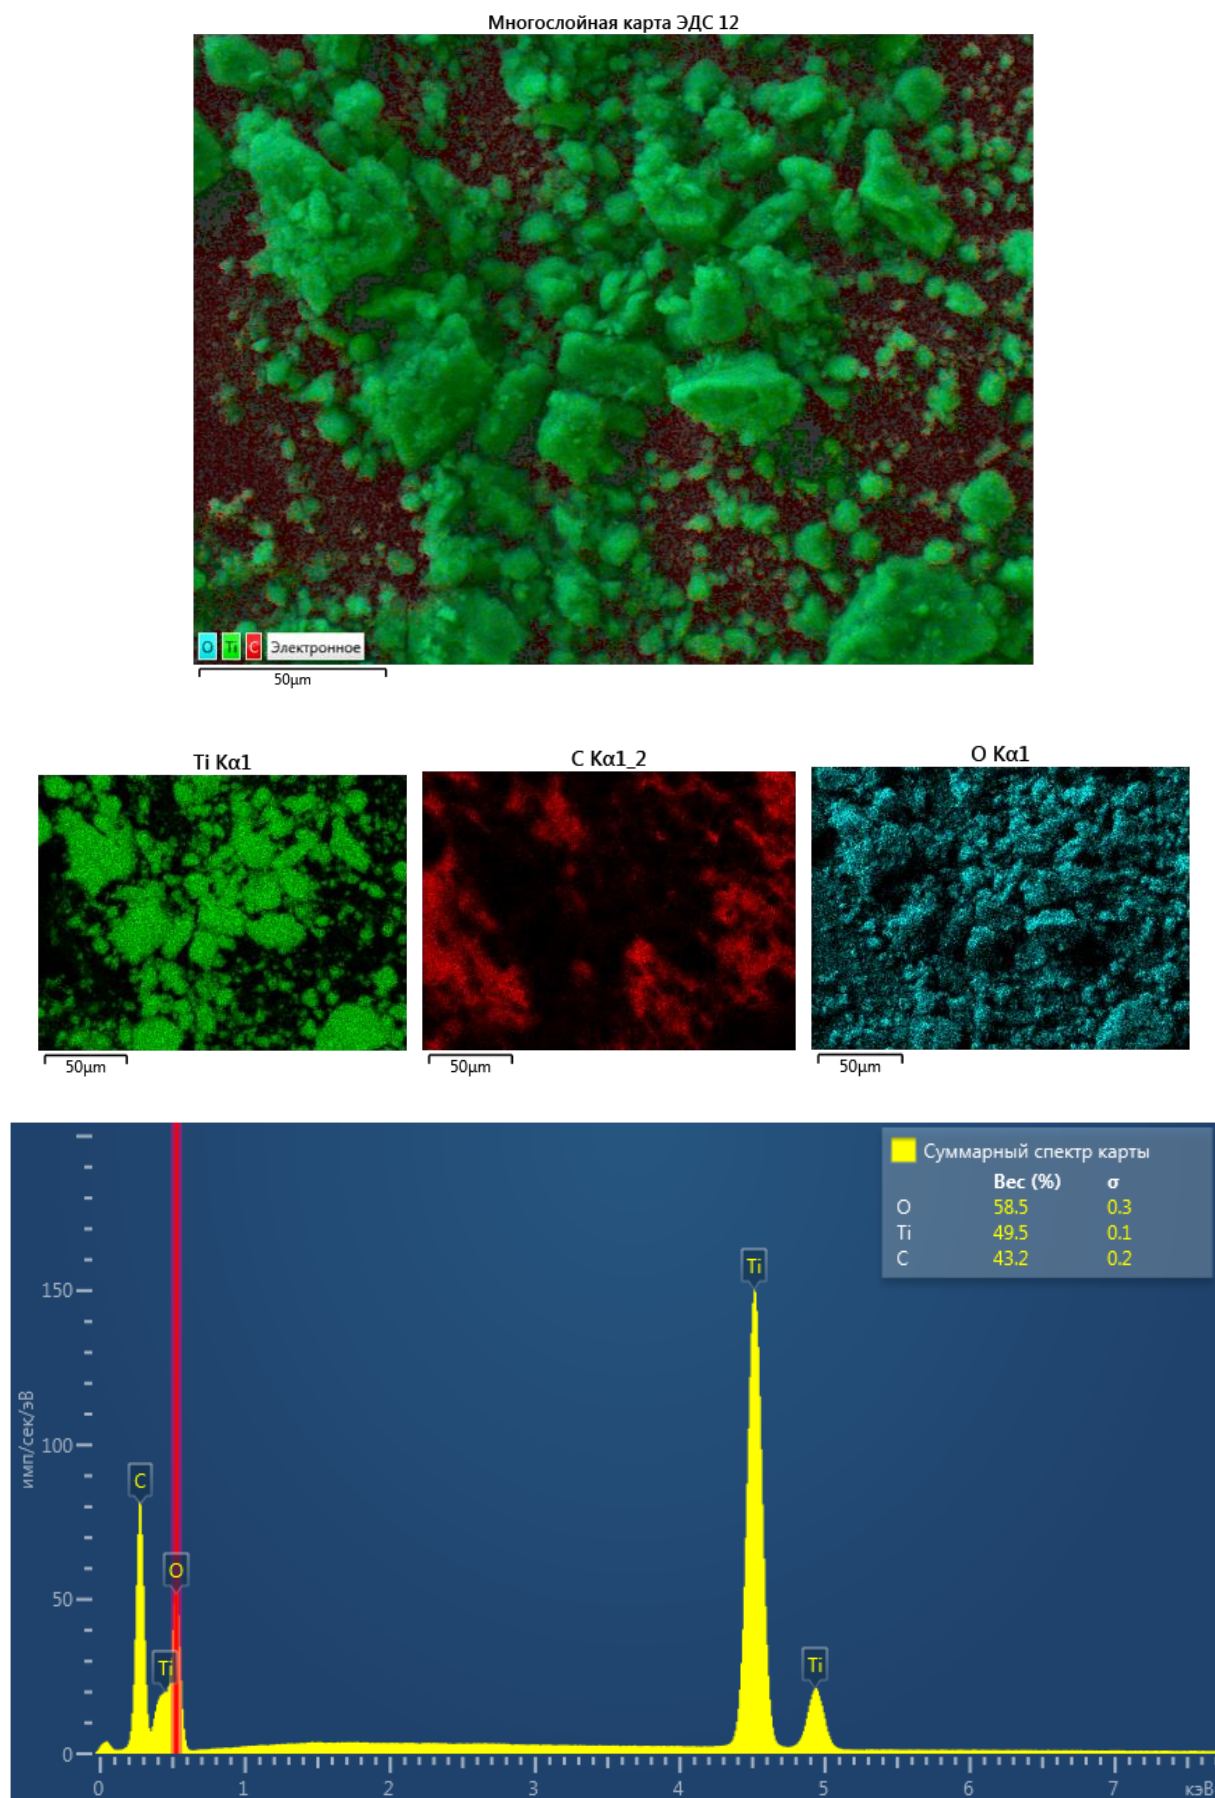 Многослойная карта ЭДС 12
O Ti C Электронное
50µm
Ti Kα1
C Kα1_2
O Kα1
50µm
50µm
50µm
Суммарный спектр карты
Вес (%) σ
O 58.5 0.3
Ti 49.5 0.1
C 43.2 0.2
имп/сек/эВ
150
100
50
0
C
Ti
O
Ti
Ti
0 1 2 3 4 5 6 7 кэВ